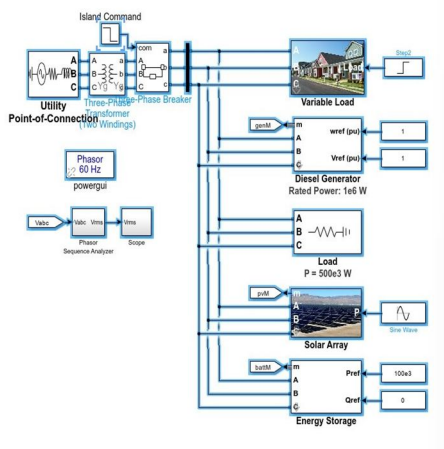 Island Command
com
A
B
C
A
B
C
a
b
c
A
B
C
a
b
c
Yg
Yg
Utility
Point-of-Connection
Three-Phase
Transformer
(Two Windings)
Three-Phase Breaker
A
B
C
Variable Load
Step2
Phasor
60 Hz
powergui
genM
m
A
B
C
wref (pu)
1
Vref (pu)
1
Diesel Generator
Rated Power: 1e6 W
Vabc
Vabc
Vrms
Vrms
Phasor
Sequence Analyzer
Scope
A
B
C
Load
P = 500e3 W
pvM
m
A
B
C
P
Solar Array
Sine Wave
battM
m
A
B
C
Pref
100e3
Qref
0
Energy Storage